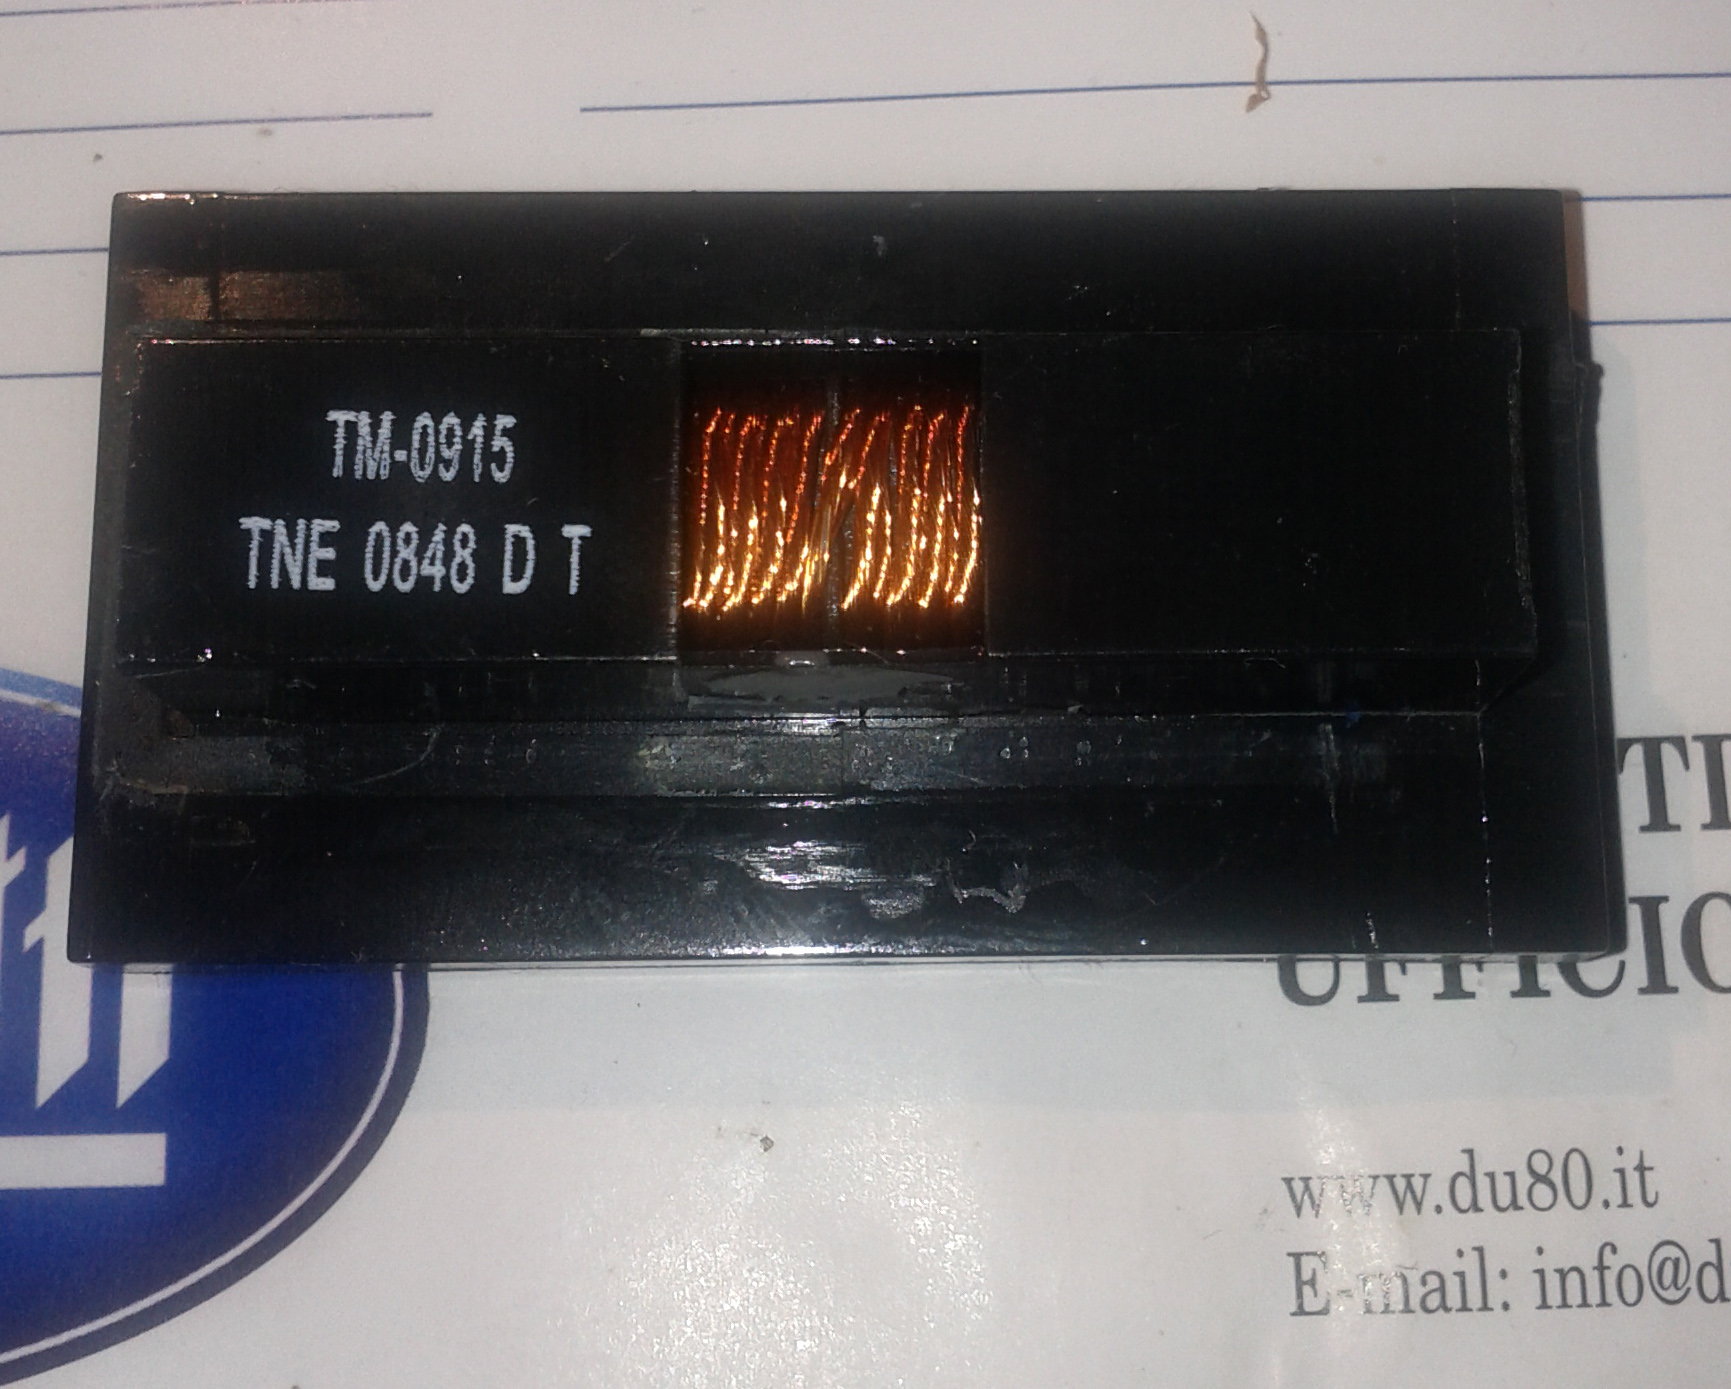 TM-0915
TNE 0848 D T
www.du80.it
E-mail: info@d